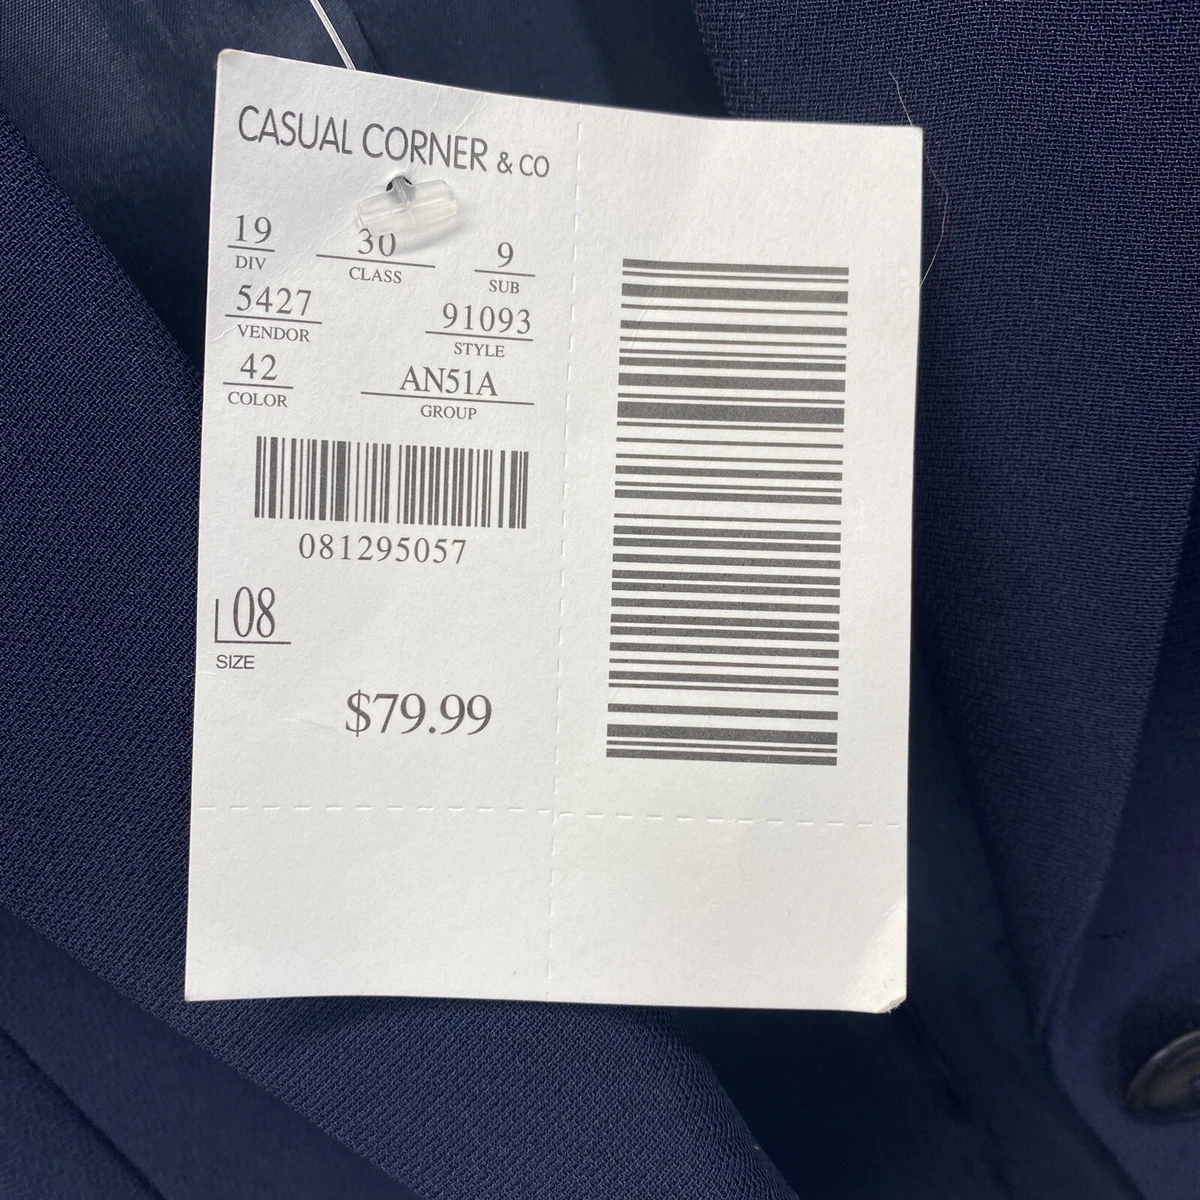 CASUAL CORNER & CO
19 30 9
DIV CLASS SUB
5427 91093
VENDOR STYLE
42 AN51A
COLOR GROUP
081295057
08
SIZE
$79.99